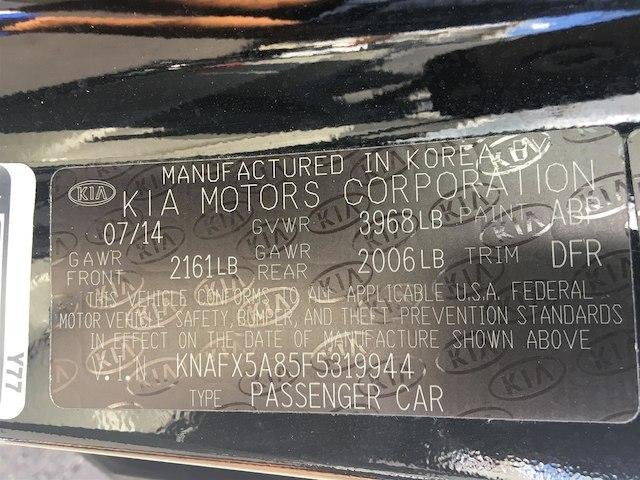 MANUFACTURED IN KOREA
KIA KIA MOTORS CORPORATION
07/14 GVWR 3968LB PAINT ABP
GAWR FRONT 2161LB GAWR REAR 2006LB TRIM DFR
THIS VEHICLE CONFORMS TO ALL APPLICABLE U.S.A. FEDERAL
MOTOR VEHICLE SAFETY, BUMPER, AND THEFT PREVENTION STANDARDS
IN EFFECT ON THE DATE OF MANUFACTURE SHOWN ABOVE
V.I.N KNAFX5A85F5319944
TYPE PASSENGER CAR
Y77